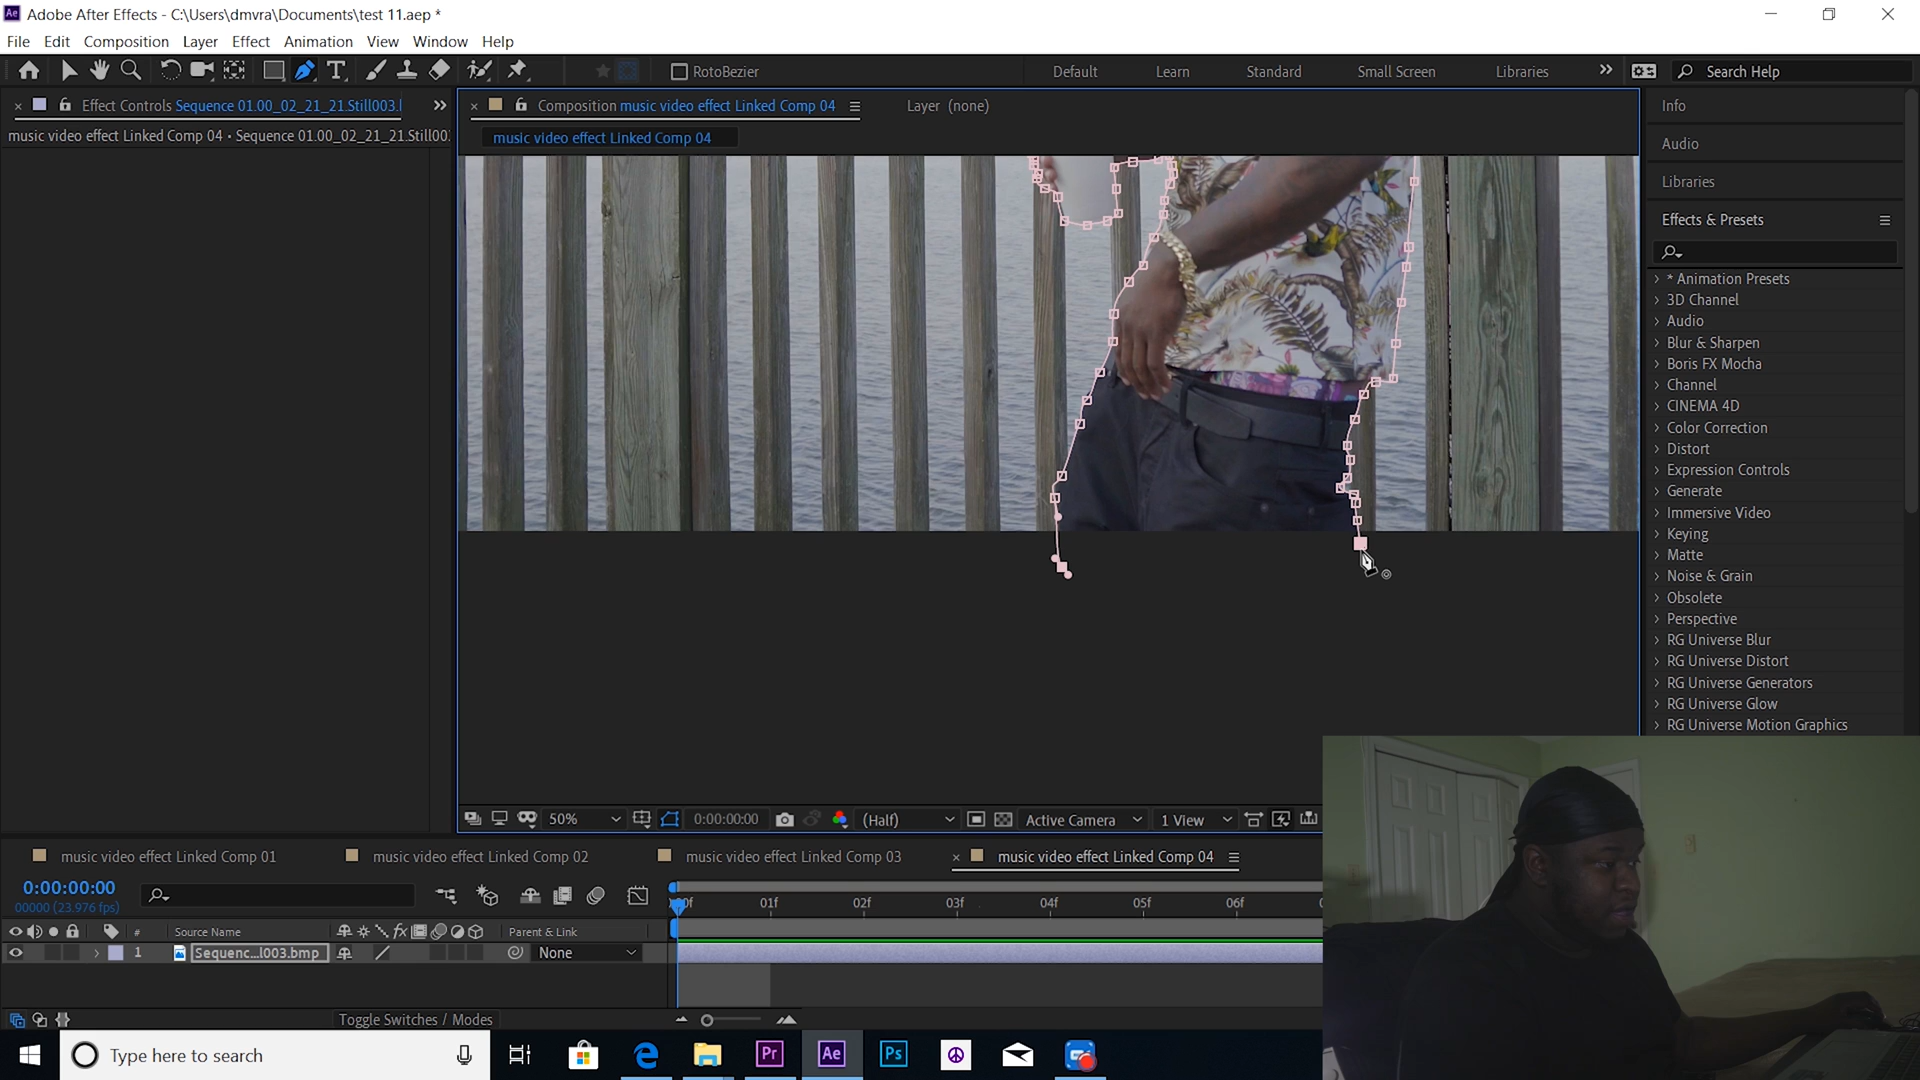 Ae Adobe After Effects - C:\Users\dmvra\Documents\test 11.aep *
File Edit Composition Layer Effect Animation View Window Help
RotoBezier Default Learn Standard Small Screen Libraries Search Help
Effect Controls Sequence 01.00_02_21_21.Still003.
Composition music video effect Linked Comp 04 Layer (none)
music video effect Linked Comp 04 • Sequence 01.00_02_21_21.Still00
music video effect Linked Comp 04
Info
Audio
Libraries
Effects & Presets
* Animation Presets
3D Channel
Audio
Blur & Sharpen
Boris FX Mocha
Channel
CINEMA 4D
Color Correction
Distort
Expression Controls
Generate
Immersive Video
Keying
Matte
Noise & Grain
Obsolete
Perspective
RG Universe Blur
RG Universe Distort
RG Universe Generators
RG Universe Glow
RG Universe Motion Graphics
50% 0:00:00:00 (Half) Active Camera 1 View
music video effect Linked Comp 01 music video effect Linked Comp 02 music video effect Linked Comp 03 music video effect Linked Comp 04
0:00:00:00
00000 (23.976 fps)
01f 02f 03f 04f 05f 06f
# Source Name fx Parent & Link
1 Sequenc...l003.bmp None
Toggle Switches / Modes
Type here to search Pr Ae Ps